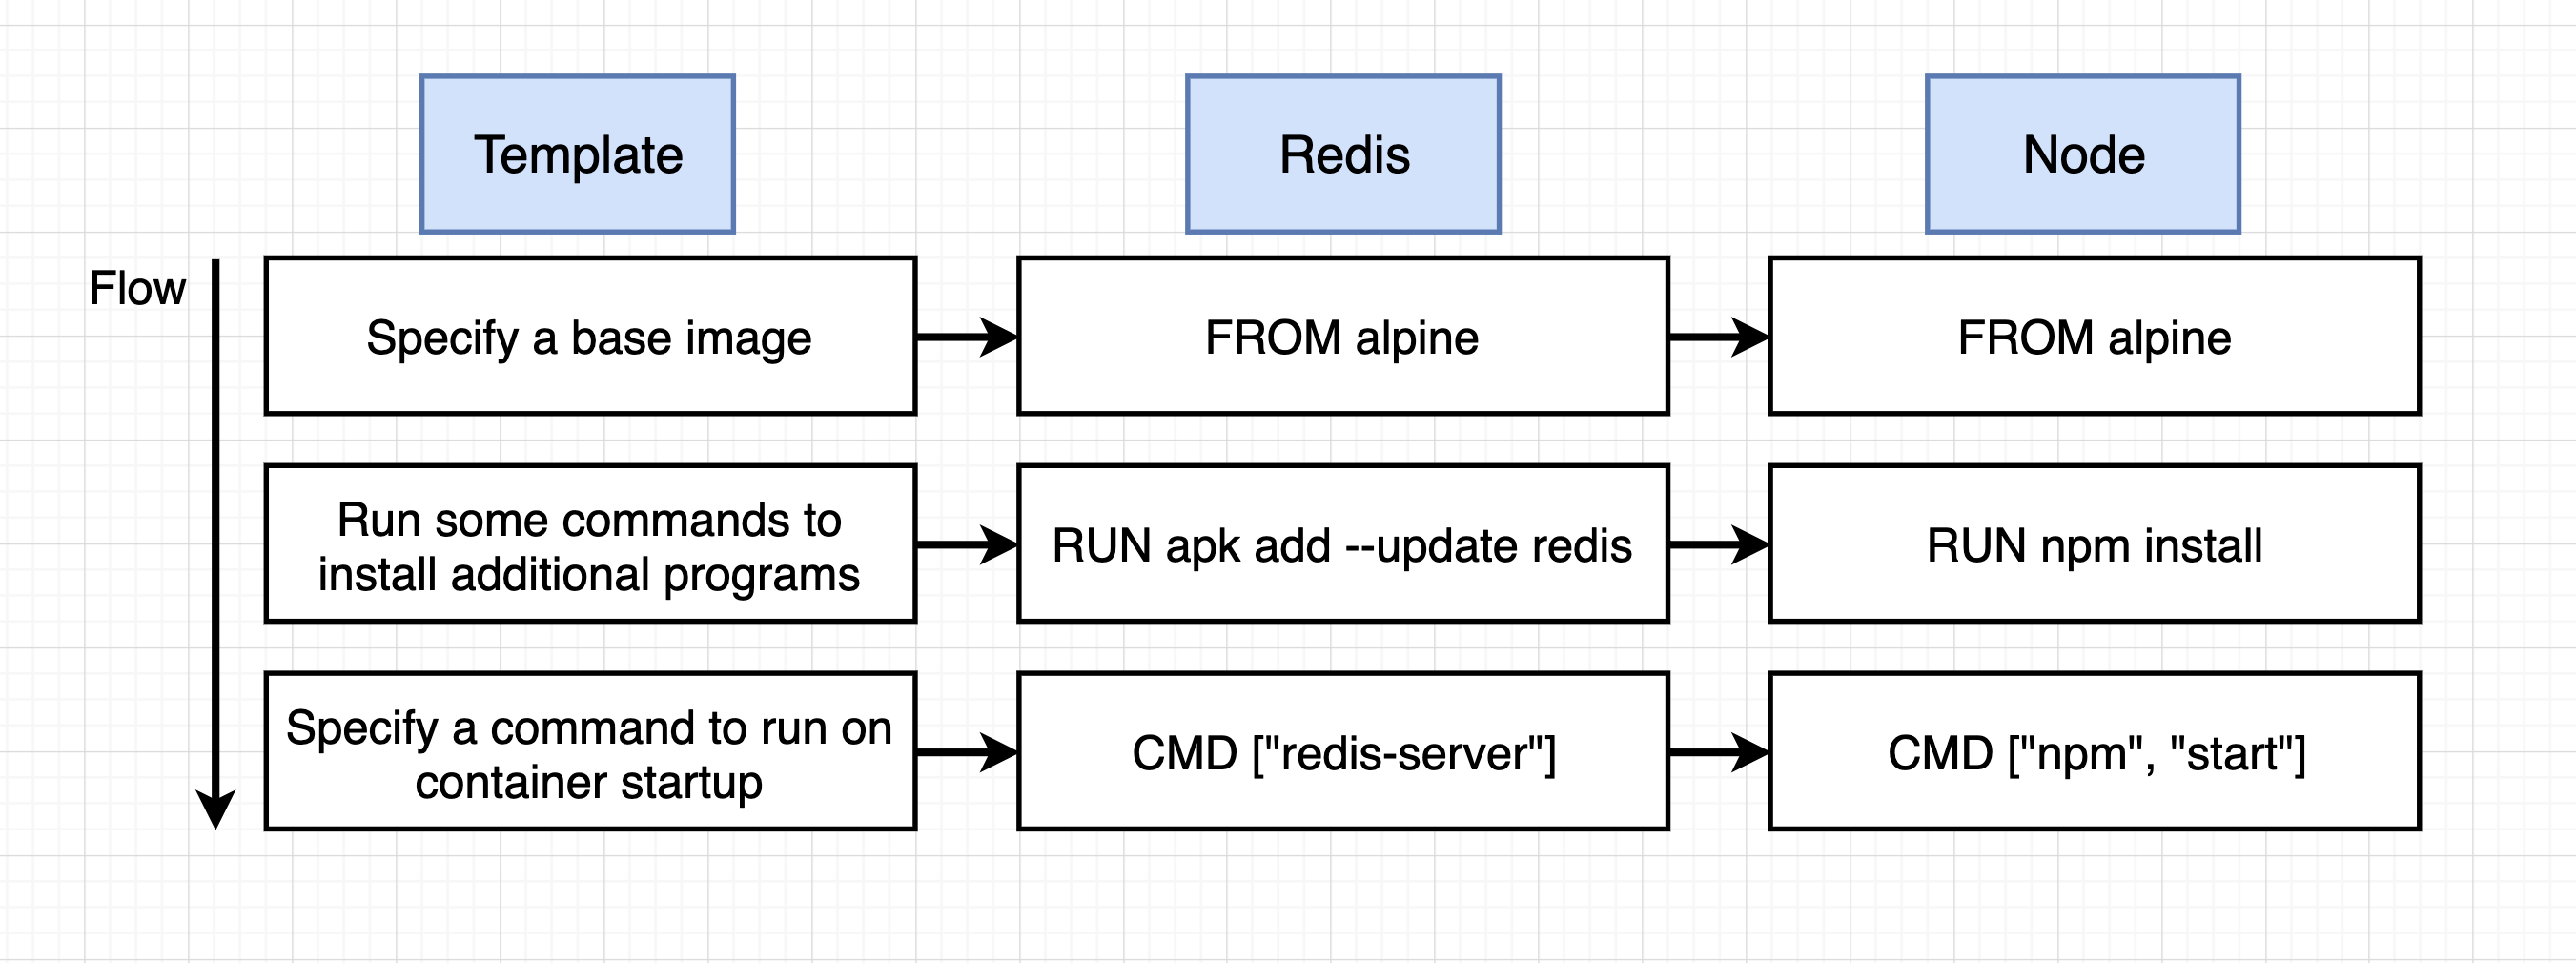 Template
Redis
Node
Flow
Specify a base image
FROM alpine
FROM alpine
Run some commands to
install additional programs
RUN apk add --update redis
RUN npm install
Specify a command to run on
container startup
CMD ["redis-server"]
CMD ["npm", "start"]